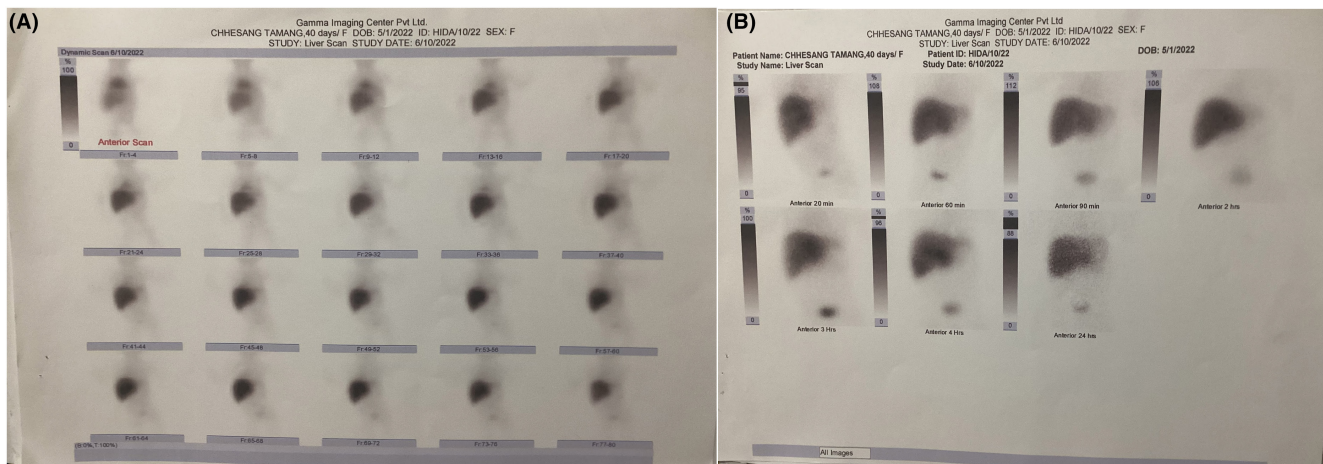 (A)
Gamma Imaging Center Pvt Ltd.
CHHESANG TAMANG,40 days/ F DOB: 5/1/2022 ID: HIDA/10/22 SEX: F
STUDY: Liver Scan STUDY DATE: 6/10/2022
Dynamic Scan 6/10/2022
%
100
0
Anterior Scan
Fr:1-4 Fr:5-8 Fr:9-12 Fr:13-16 Fr:17-20
Fr:21-24 Fr:25-28 Fr:29-32 Fr:33-36 Fr:37-40
Fr:41-44 Fr:45-48 Fr:49-52 Fr:53-56 Fr:57-60
Fr:61-64 Fr:65-68 Fr:69-72 Fr:73-76 Fr:77-80
(B:0%,T:100%)
(B)
Gamma Imaging Center Pvt Ltd
CHHESANG TAMANG,40 days/ F DOB: 5/1/2022 ID: HIDA/10/22 SEX: F
STUDY: Liver Scan STUDY DATE: 6/10/2022
Patient Name: CHHESANG TAMANG,40 days/ F Patient ID: HIDA/10/22 DOB: 5/1/2022
Study Name: Liver Scan Study Date: 6/10/2022
% % % %
95 108 112 106
0 0 0 0
Anterior 20 min Anterior 60 min Anterior 90 min Anterior 2 hrs
% % %
100 96 88
0 0 0
Anterior 3 Hrs Anterior 4 Hrs Anterior 24 hrs
All Images